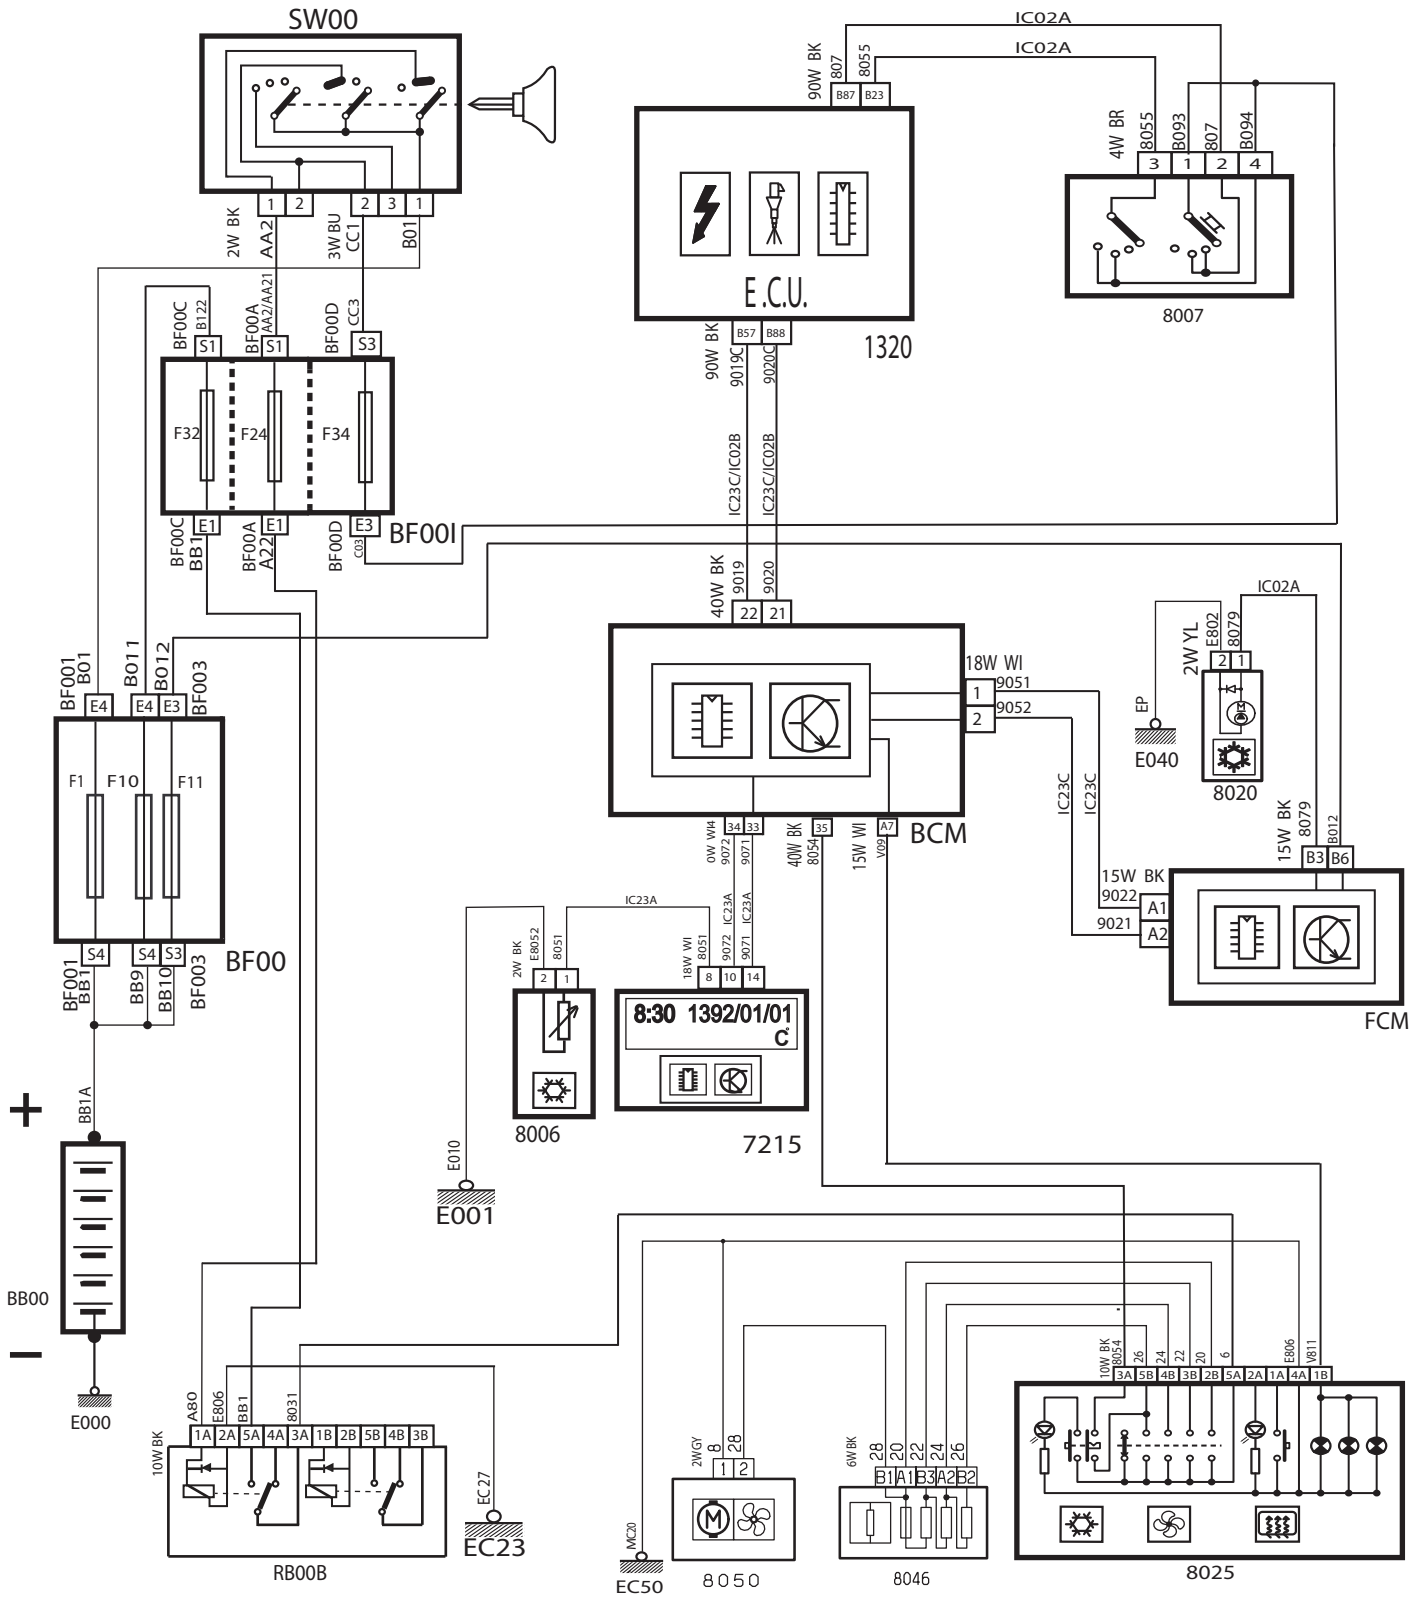 SW00
1 2 2 3 1
2W BK
AA2
3W BU
CC1
B01
BF00C
B122
BF00A
AA2/AA21
BF00D
CC3
S1 S1 S3
F32 F24 F34
E1 E1 E3
BF00C
BB1
BF00A
A22
BF00D
C03
BF00I
IC02A
IC02A
90W BK
807
8055
B87 B23
E.C.U.
1320
B57 B88
90W BK
9019C
9020C
IC23C/IC02B
IC23C/IC02B
4W BR
8055
B093
807
B094
3 1 2 4
8007
40W BK
9019
9020
22 21
18W WI
1 9051
2 9052
BCM
34 33 35 A7
0W WI4
9072
9071
40W BK
8054
15W WI
V09
IC23C
IC23C
IC02A
2W YL
E802
8079
2 1
8020
EP
E040
15W BK
8079
B012
B3 B6
15W BK
9022
9021
A1
A2
FCM
BF001
B01
B011
B012
BF003
E4 E4 E3
F1 F10 F11
S4 S4 S3
BF00
BF001
BB1
BB9
BB10
BF003
BB1A
+
BB00
−
E000
IC23A
2W BK
E8052
8051
2 1
8006
E010
E001
18W WI
8051
9072
IC23A
9071
IC23A
8 10 14
8:30 1392/01/01
C°
7215
A80
E806
BB1
8031
10W BK
1A 2A 5A 4A 3A 1B 2B 5B 4B 3B
RB00B
EC27
EC23
MC20
EC50
2WGY
8
28
1 2
M
8050
6W BK
28
20
22
24
26
B1 A1 B3 A2 B2
8046
10W BK
8054
26
24
22
20
6
E806
V811
3A 5B 4B 3B 2B 5A 2A 1A 4A 1B
8025